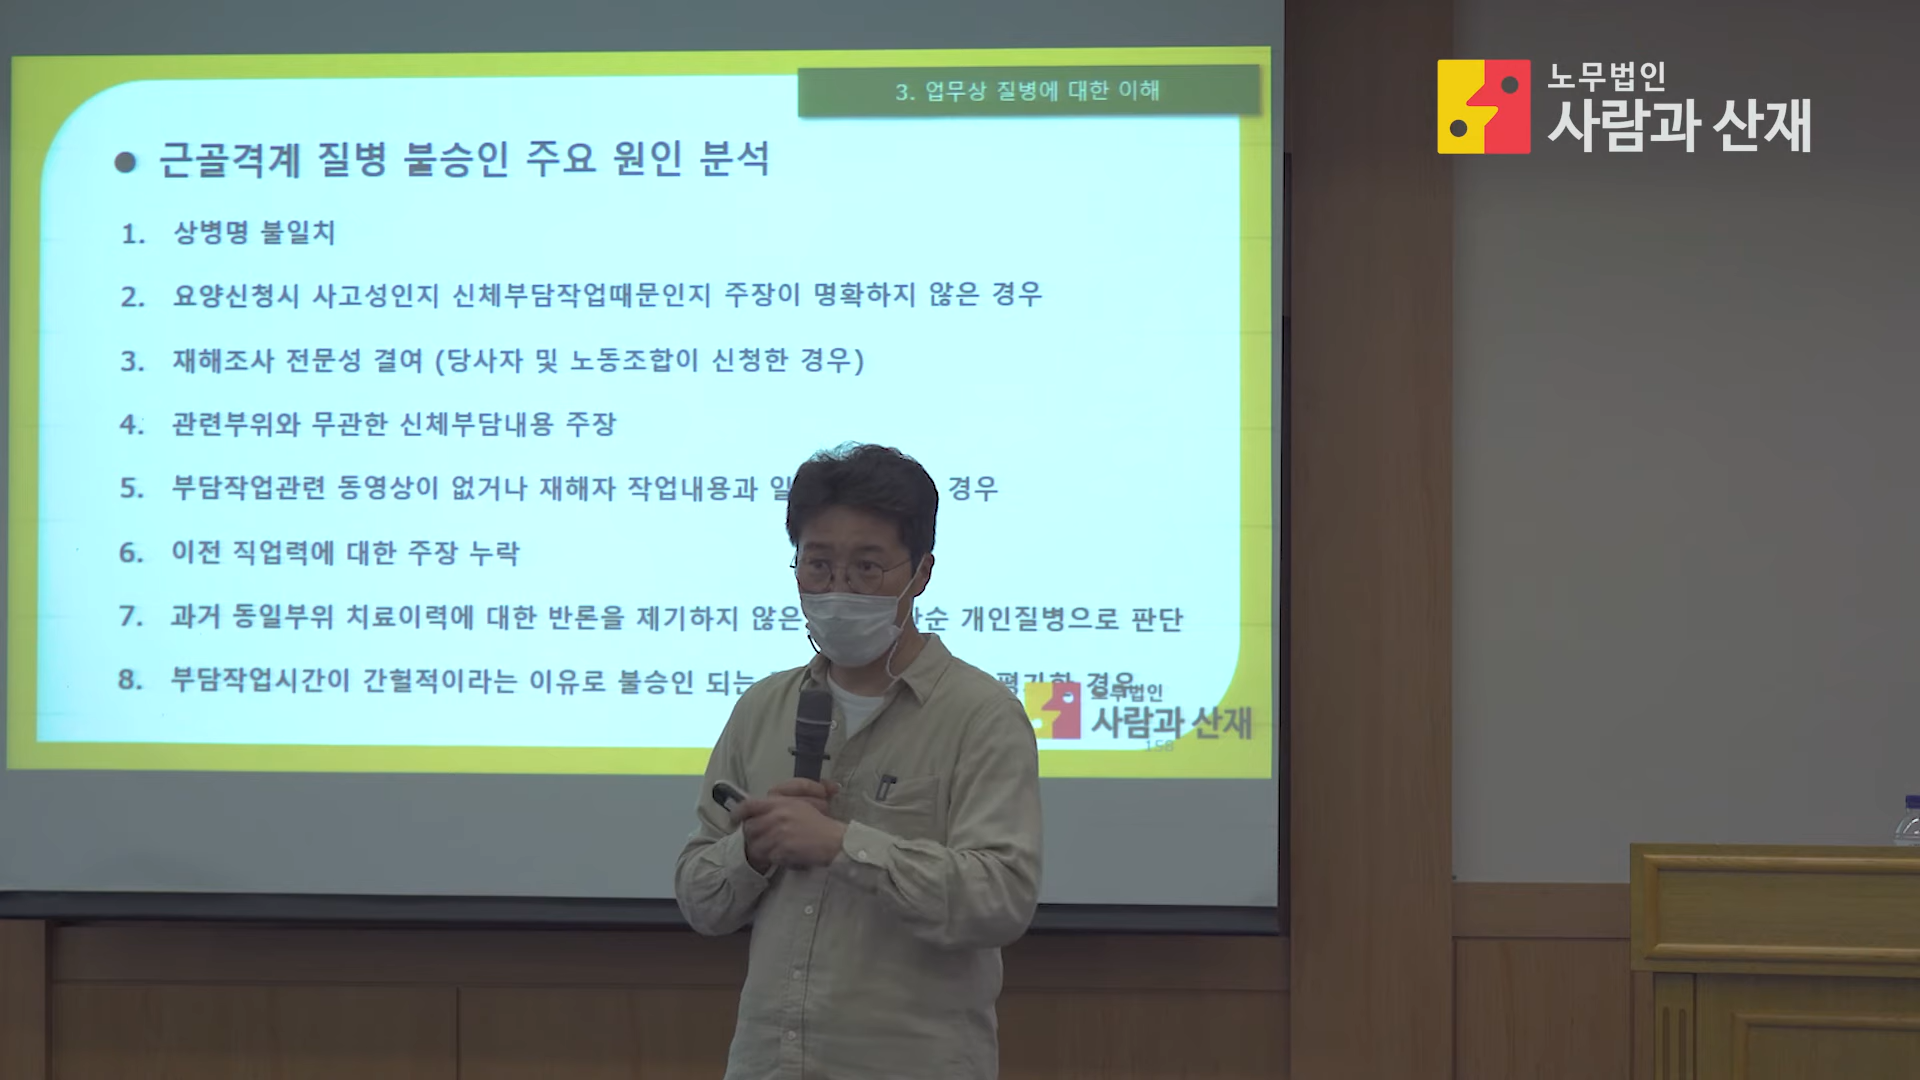 3. 업무상 질병에 대한 이해
노무법인
사람과 산재
● 근골격계 질병 불승인 주요 원인 분석
1. 상병명 불일치
2. 요양신청시 사고성인지 신체부담작업때문인지 주장이 명확하지 않은 경우
3. 재해조사 전문성 결여 (당사자 및 노동조합이 신청한 경우)
4. 관련부위와 무관한 신체부담내용 주장
5. 부담작업관련 동영상이 없거나 재해자 작업내용과 경우
6. 이전 직업력에 대한 주장 누락
7. 과거 동일부위 치료이력에 대한 반론을 제기하지 않은 개인질병으로 판단
8. 부담작업시간이 간헐적이라는 이유로 불승인 되는 경우
노무법인
사람과 산재
158